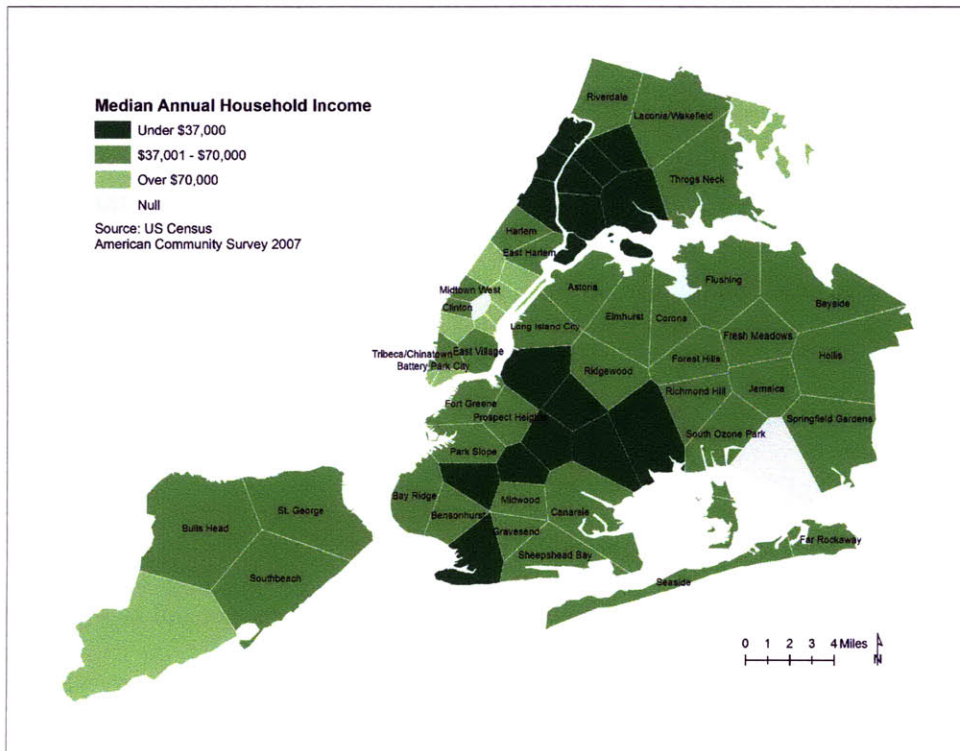 Median Annual Household Income
Under $37,000
$37,001 - $70,000
Over $70,000
Null
Source: US Census
American Community Survey 2007
Riverdale
Laconia/Wakefield
Throgs Neck
Harlem
East Harlem
Midtown West
Clinton
Tribeca/Chinatown
East Village
Battery Park City
Astoria
Long Island City
Elmhurst
Corona
Flushing
Bayside
Fresh Meadows
Forest Hills
Hollis
Ridgewood
Richmond Hill
Jamaica
South Ozone Park
Springfield Gardens
Fort Greene
Prospect Heights
Park Slope
Bay Ridge
Bensonhurst
Midwood
Canarsie
Gravesend
Sheepshead Bay
Far Rockaway
Seaside
Bulls Head
St. George
Southbeach
0 1 2 3 4 Miles
N